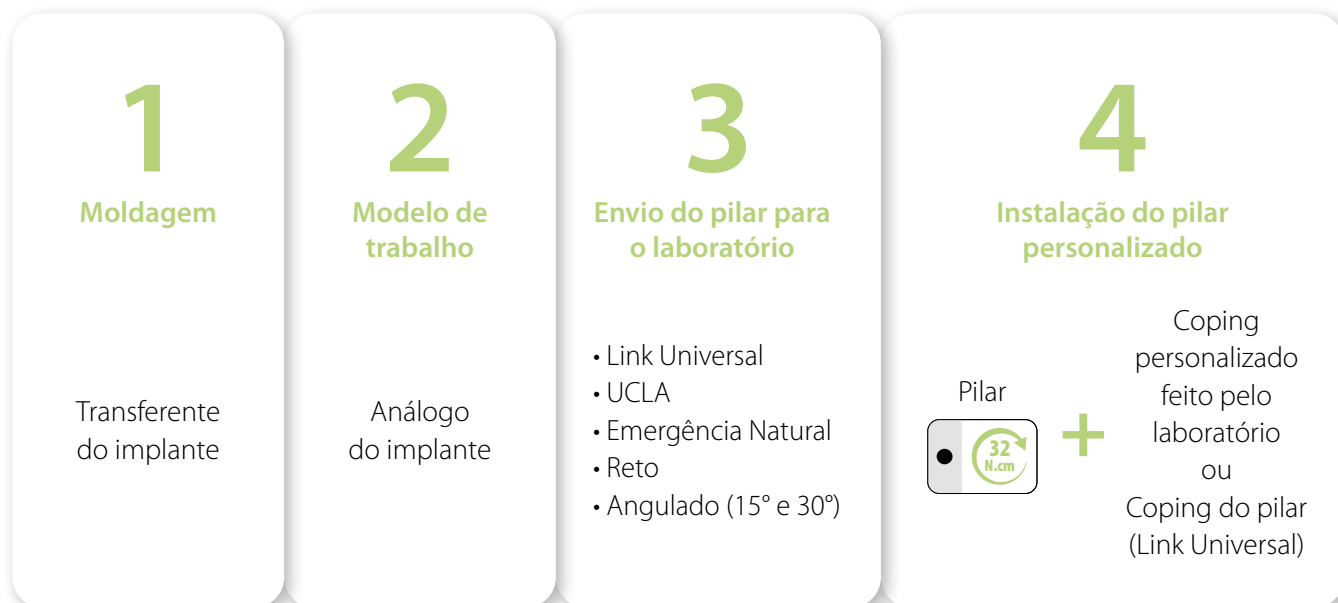 1
Moldagem
Transferente
do implante
2
Modelo de
trabalho
Análogo
do implante
3
Envio do pilar para
o laboratório
• Link Universal
• UCLA
• Emergência Natural
• Reto
• Angulado (15° e 30°)
4
Instalação do pilar
personalizado
Pilar
32
N.cm
+
Coping
personalizado
feito pelo
laboratório
ou
Coping do pilar
(Link Universal)